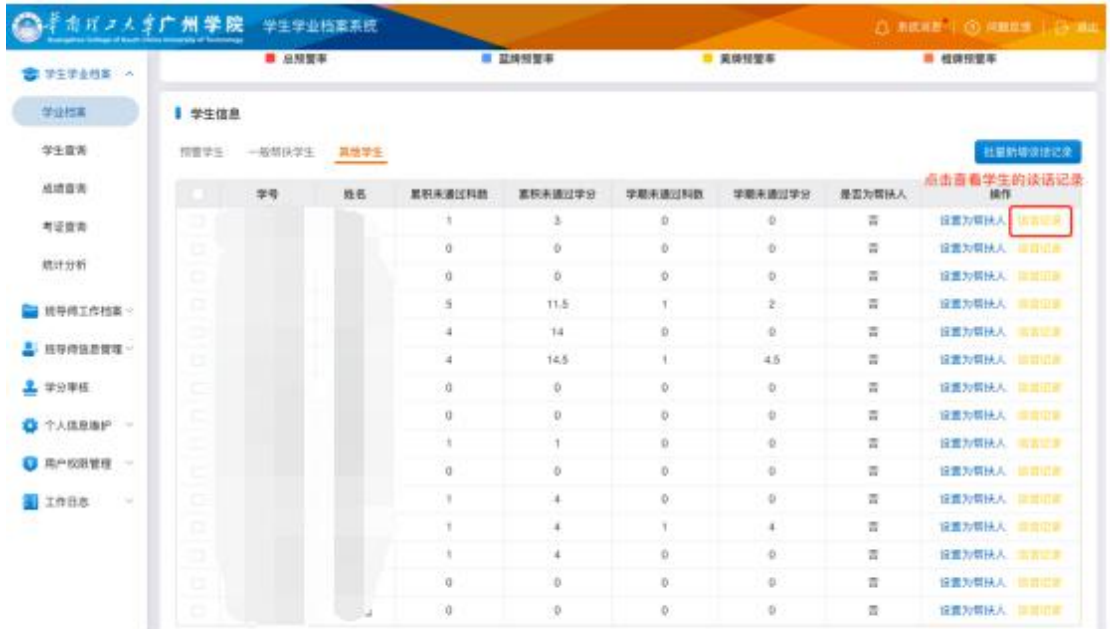 华南理工大学广州学院 学生学业档案系统
系统消息 | 问题反馈 | 退出
总预警率 蓝牌预警率 黄牌预警率 橙牌预警率
学生学业档案
学业档案
学生查询
成绩查询
考证查询
统计分析
班导师工作档案
班导师信息管理
学分审核
个人信息维护
用户权限管理
工作日志
学生信息
预警学生 一般帮扶学生 其他学生
批量新增谈话记录
点击查看学生的谈话记录
学号 姓名 累积未通过科数 累积未通过学分 学期未通过科数 学期未通过学分 是否为帮扶人 操作
1 3 0 0 否 设置为帮扶人 谈话记录
0 0 0 0 否 设置为帮扶人 谈话记录
0 0 0 0 否 设置为帮扶人 谈话记录
5 11.5 1 2 否 设置为帮扶人 谈话记录
4 14 0 0 否 设置为帮扶人 谈话记录
4 14.5 1 4.5 否 设置为帮扶人 谈话记录
0 0 0 0 否 设置为帮扶人 谈话记录
0 0 0 0 否 设置为帮扶人 谈话记录
1 1 0 0 否 设置为帮扶人 谈话记录
0 0 0 0 否 设置为帮扶人 谈话记录
1 4 0 0 否 设置为帮扶人 谈话记录
1 4 1 4 否 设置为帮扶人 谈话记录
1 4 0 0 否 设置为帮扶人 谈话记录
0 0 0 0 否 设置为帮扶人 谈话记录
0 0 0 0 否 设置为帮扶人 谈话记录